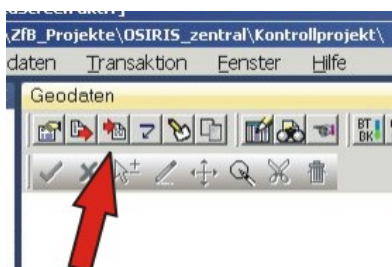 \ZfB_Projekte\OSIRIS_zentral\Kontrollprojekt\
daten Transaktion Fenster Hilfe
Geodaten
BT
BK